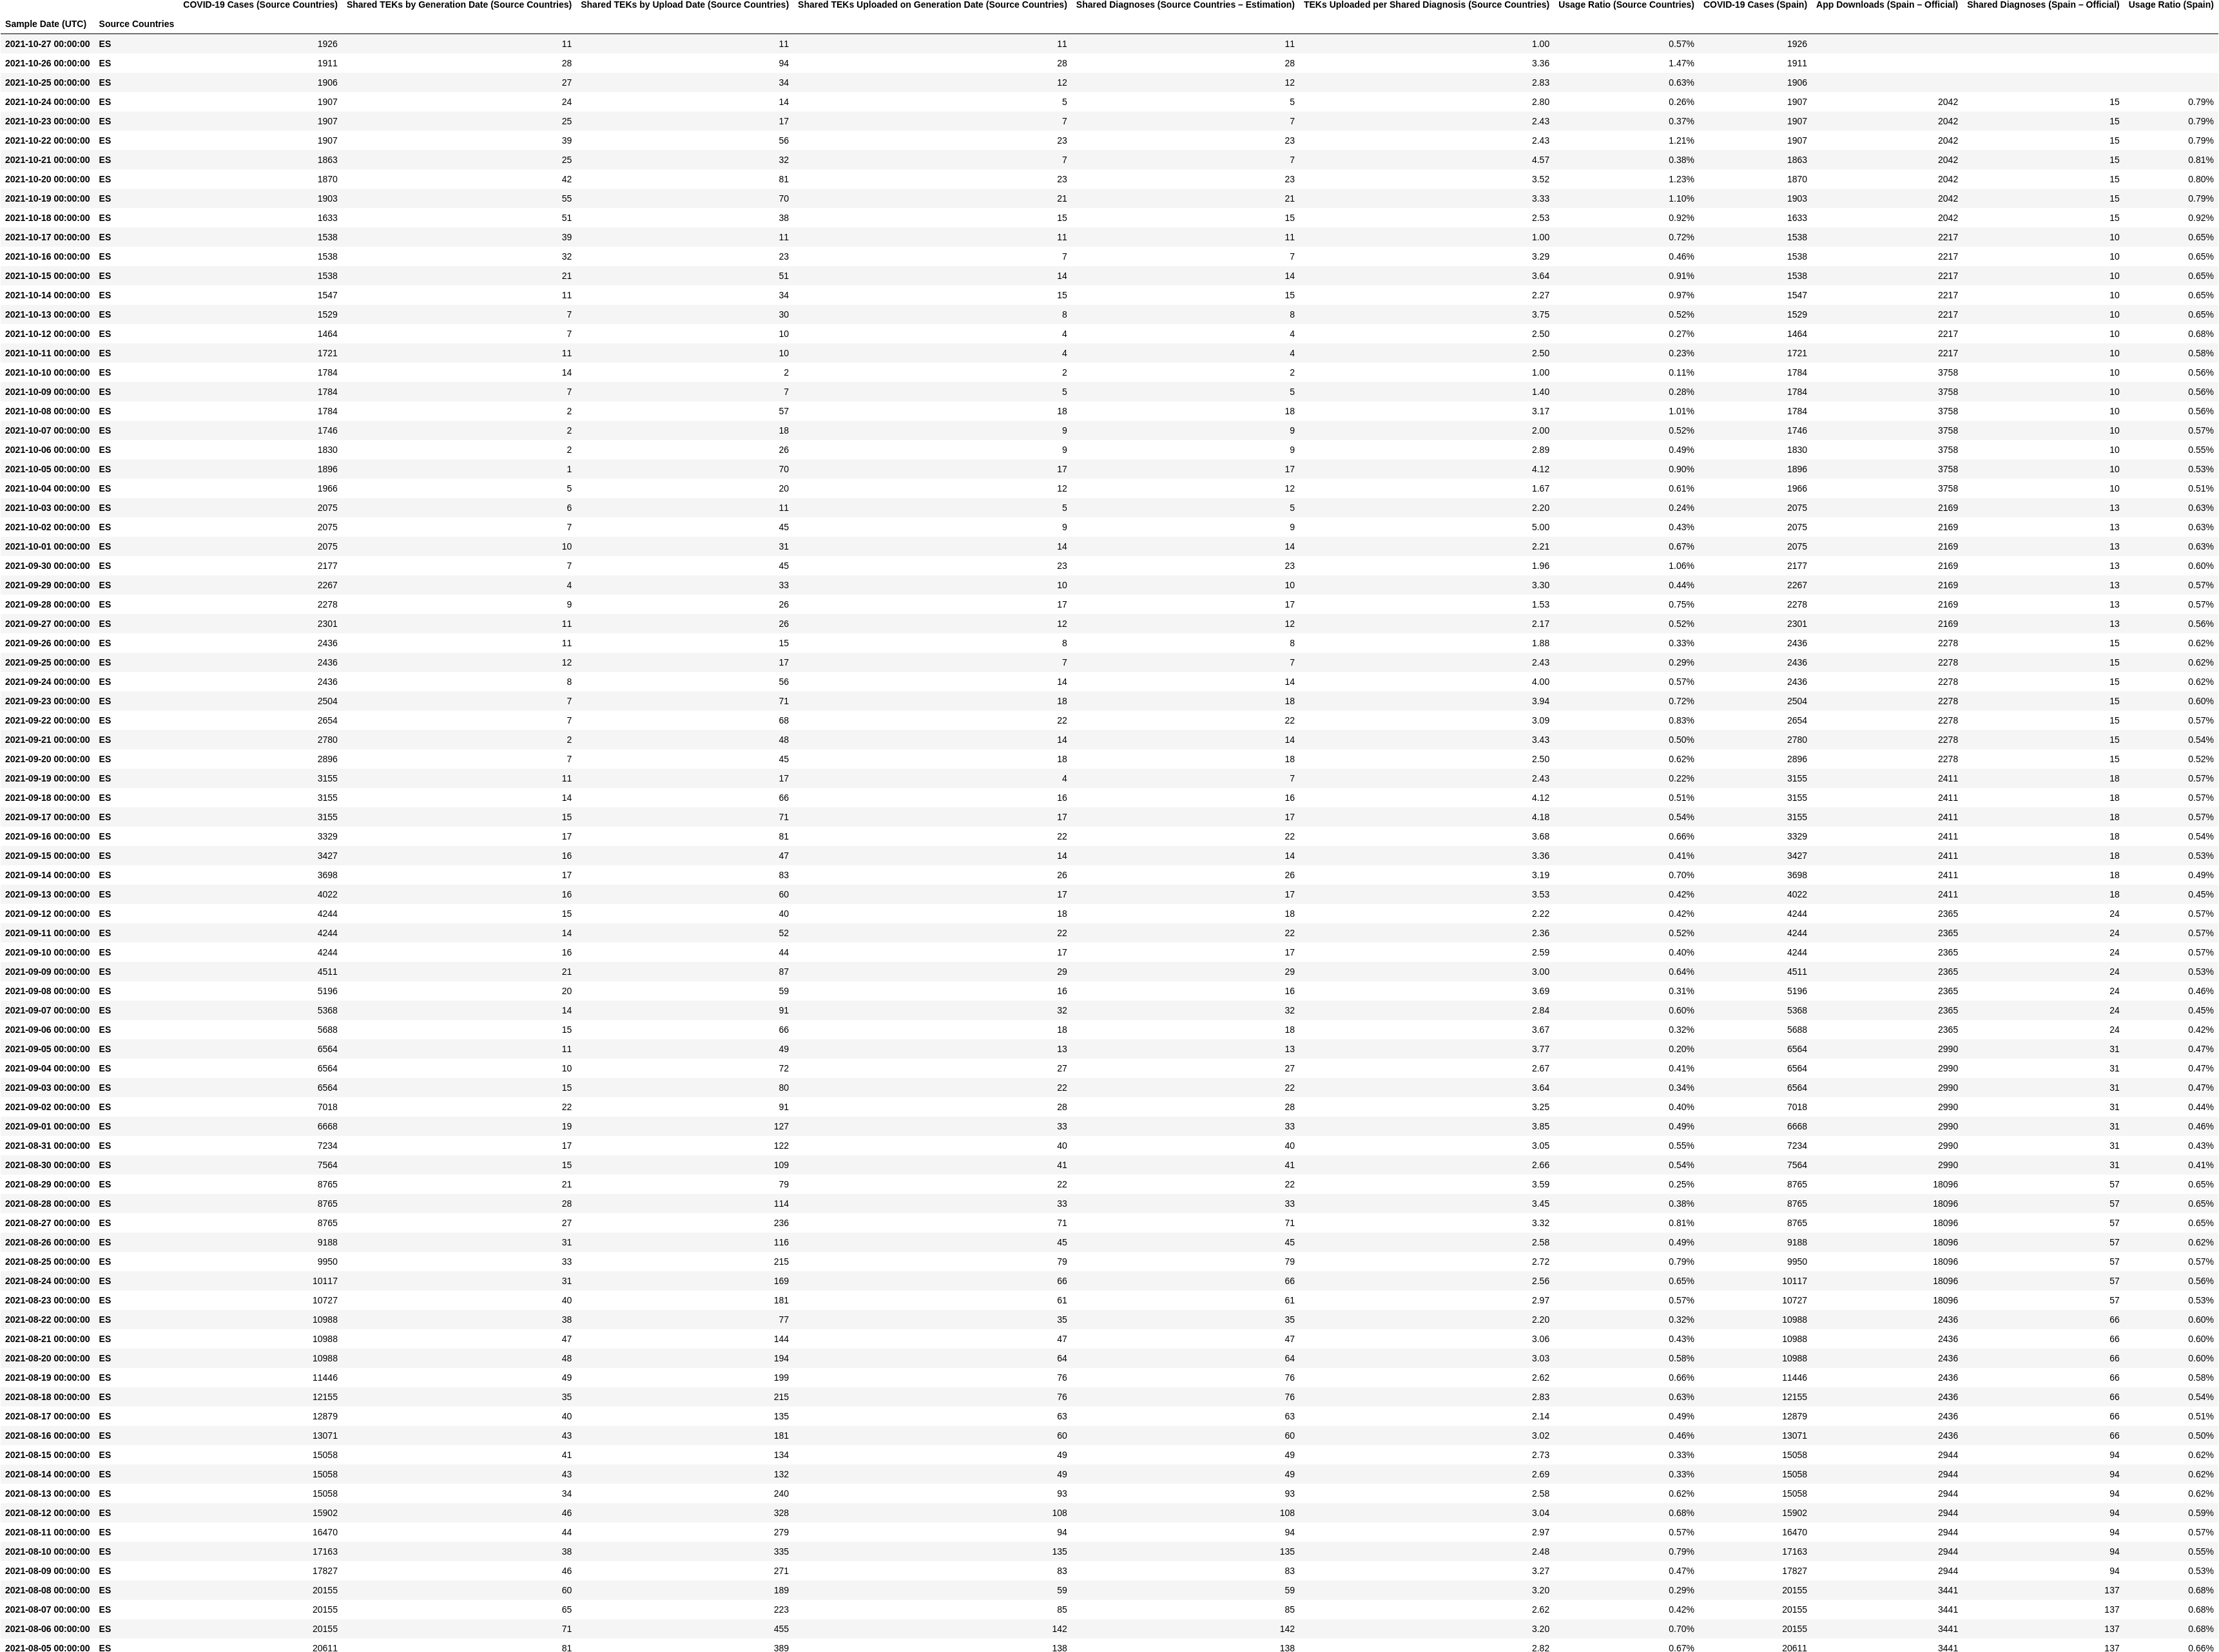 COVID-19 Cases (Source Countries) Shared TEKs by Generation Date (Source Countries) Shared TEKs by Upload Date (Source Countries) Shared TEKs Uploaded on Generation Date (Source Countries) Shared Diagnoses (Source Countries – Estimation) TEKs Uploaded per Shared Diagnosis (Source Countries) Usage Ratio (Source Countries) COVID-19 Cases (Spain) App Downloads (Spain – Official) Shared Diagnoses (Spain – Official) Usage Ratio (Spain)
Sample Date (UTC) Source Countries
2021-10-27 00:00:00 ES 1926 11 11 11 11 1.00 0.57% 1926
2021-10-26 00:00:00 ES 1911 28 94 28 28 3.36 1.47% 1911
2021-10-25 00:00:00 ES 1906 27 34 12 12 2.83 0.63% 1906
2021-10-24 00:00:00 ES 1907 24 14 5 5 2.80 0.26% 1907 2042 15 0.79%
2021-10-23 00:00:00 ES 1907 25 17 7 7 2.43 0.37% 1907 2042 15 0.79%
2021-10-22 00:00:00 ES 1907 39 56 23 23 2.43 1.21% 1907 2042 15 0.79%
2021-10-21 00:00:00 ES 1863 25 32 7 7 4.57 0.38% 1863 2042 15 0.81%
2021-10-20 00:00:00 ES 1870 42 81 23 23 3.52 1.23% 1870 2042 15 0.80%
2021-10-19 00:00:00 ES 1903 55 70 21 21 3.33 1.10% 1903 2042 15 0.79%
2021-10-18 00:00:00 ES 1633 51 38 15 15 2.53 0.92% 1633 2042 15 0.92%
2021-10-17 00:00:00 ES 1538 39 11 11 11 1.00 0.72% 1538 2217 10 0.65%
2021-10-16 00:00:00 ES 1538 32 23 7 7 3.29 0.46% 1538 2217 10 0.65%
2021-10-15 00:00:00 ES 1538 21 51 14 14 3.64 0.91% 1538 2217 10 0.65%
2021-10-14 00:00:00 ES 1547 11 34 15 15 2.27 0.97% 1547 2217 10 0.65%
2021-10-13 00:00:00 ES 1529 7 30 8 8 3.75 0.52% 1529 2217 10 0.65%
2021-10-12 00:00:00 ES 1464 7 10 4 4 2.50 0.27% 1464 2217 10 0.68%
2021-10-11 00:00:00 ES 1721 11 10 4 4 2.50 0.23% 1721 2217 10 0.58%
2021-10-10 00:00:00 ES 1784 14 2 2 2 1.00 0.11% 1784 3758 10 0.56%
2021-10-09 00:00:00 ES 1784 7 7 5 5 1.40 0.28% 1784 3758 10 0.56%
2021-10-08 00:00:00 ES 1784 2 57 18 18 3.17 1.01% 1784 3758 10 0.56%
2021-10-07 00:00:00 ES 1746 2 18 9 9 2.00 0.52% 1746 3758 10 0.57%
2021-10-06 00:00:00 ES 1830 2 26 9 9 2.89 0.49% 1830 3758 10 0.55%
2021-10-05 00:00:00 ES 1896 1 70 17 17 4.12 0.90% 1896 3758 10 0.53%
2021-10-04 00:00:00 ES 1966 5 20 12 12 1.67 0.61% 1966 3758 10 0.51%
2021-10-03 00:00:00 ES 2075 6 11 5 5 2.20 0.24% 2075 2169 13 0.63%
2021-10-02 00:00:00 ES 2075 7 45 9 9 5.00 0.43% 2075 2169 13 0.63%
2021-10-01 00:00:00 ES 2075 10 31 14 14 2.21 0.67% 2075 2169 13 0.63%
2021-09-30 00:00:00 ES 2177 7 45 23 23 1.96 1.06% 2177 2169 13 0.60%
2021-09-29 00:00:00 ES 2267 4 33 10 10 3.30 0.44% 2267 2169 13 0.57%
2021-09-28 00:00:00 ES 2278 9 26 17 17 1.53 0.75% 2278 2169 13 0.57%
2021-09-27 00:00:00 ES 2301 11 26 12 12 2.17 0.52% 2301 2169 13 0.56%
2021-09-26 00:00:00 ES 2436 11 15 8 8 1.88 0.33% 2436 2278 15 0.62%
2021-09-25 00:00:00 ES 2436 12 17 7 7 2.43 0.29% 2436 2278 15 0.62%
2021-09-24 00:00:00 ES 2436 8 56 14 14 4.00 0.57% 2436 2278 15 0.62%
2021-09-23 00:00:00 ES 2504 7 71 18 18 3.94 0.72% 2504 2278 15 0.60%
2021-09-22 00:00:00 ES 2654 7 68 22 22 3.09 0.83% 2654 2278 15 0.57%
2021-09-21 00:00:00 ES 2780 2 48 14 14 3.43 0.50% 2780 2278 15 0.54%
2021-09-20 00:00:00 ES 2896 7 45 18 18 2.50 0.62% 2896 2278 15 0.52%
2021-09-19 00:00:00 ES 3155 11 17 4 7 2.43 0.22% 3155 2411 18 0.57%
2021-09-18 00:00:00 ES 3155 14 66 16 16 4.12 0.51% 3155 2411 18 0.57%
2021-09-17 00:00:00 ES 3155 15 71 17 17 4.18 0.54% 3155 2411 18 0.57%
2021-09-16 00:00:00 ES 3329 17 81 22 22 3.68 0.66% 3329 2411 18 0.54%
2021-09-15 00:00:00 ES 3427 16 47 14 14 3.36 0.41% 3427 2411 18 0.53%
2021-09-14 00:00:00 ES 3698 17 83 26 26 3.19 0.70% 3698 2411 18 0.49%
2021-09-13 00:00:00 ES 4022 16 60 17 17 3.53 0.42% 4022 2411 18 0.45%
2021-09-12 00:00:00 ES 4244 15 40 18 18 2.22 0.42% 4244 2365 24 0.57%
2021-09-11 00:00:00 ES 4244 14 52 22 22 2.36 0.52% 4244 2365 24 0.57%
2021-09-10 00:00:00 ES 4244 16 44 17 17 2.59 0.40% 4244 2365 24 0.57%
2021-09-09 00:00:00 ES 4511 21 87 29 29 3.00 0.64% 4511 2365 24 0.53%
2021-09-08 00:00:00 ES 5196 20 59 16 16 3.69 0.31% 5196 2365 24 0.46%
2021-09-07 00:00:00 ES 5368 14 91 32 32 2.84 0.60% 5368 2365 24 0.45%
2021-09-06 00:00:00 ES 5688 15 66 18 18 3.67 0.32% 5688 2365 24 0.42%
2021-09-05 00:00:00 ES 6564 11 49 13 13 3.77 0.20% 6564 2990 31 0.47%
2021-09-04 00:00:00 ES 6564 10 72 27 27 2.67 0.41% 6564 2990 31 0.47%
2021-09-03 00:00:00 ES 6564 15 80 22 22 3.64 0.34% 6564 2990 31 0.47%
2021-09-02 00:00:00 ES 7018 22 91 28 28 3.25 0.40% 7018 2990 31 0.44%
2021-09-01 00:00:00 ES 6668 19 127 33 33 3.85 0.49% 6668 2990 31 0.46%
2021-08-31 00:00:00 ES 7234 17 122 40 40 3.05 0.55% 7234 2990 31 0.43%
2021-08-30 00:00:00 ES 7564 15 109 41 41 2.66 0.54% 7564 2990 31 0.41%
2021-08-29 00:00:00 ES 8765 21 79 22 22 3.59 0.25% 8765 18096 57 0.65%
2021-08-28 00:00:00 ES 8765 28 114 33 33 3.45 0.38% 8765 18096 57 0.65%
2021-08-27 00:00:00 ES 8765 27 236 71 71 3.32 0.81% 8765 18096 57 0.65%
2021-08-26 00:00:00 ES 9188 31 116 45 45 2.58 0.49% 9188 18096 57 0.62%
2021-08-25 00:00:00 ES 9950 33 215 79 79 2.72 0.79% 9950 18096 57 0.57%
2021-08-24 00:00:00 ES 10117 31 169 66 66 2.56 0.65% 10117 18096 57 0.56%
2021-08-23 00:00:00 ES 10727 40 181 61 61 2.97 0.57% 10727 18096 57 0.53%
2021-08-22 00:00:00 ES 10988 38 77 35 35 2.20 0.32% 10988 2436 66 0.60%
2021-08-21 00:00:00 ES 10988 47 144 47 47 3.06 0.43% 10988 2436 66 0.60%
2021-08-20 00:00:00 ES 10988 48 194 64 64 3.03 0.58% 10988 2436 66 0.60%
2021-08-19 00:00:00 ES 11446 49 199 76 76 2.62 0.66% 11446 2436 66 0.58%
2021-08-18 00:00:00 ES 12155 35 215 76 76 2.83 0.63% 12155 2436 66 0.54%
2021-08-17 00:00:00 ES 12879 40 135 63 63 2.14 0.49% 12879 2436 66 0.51%
2021-08-16 00:00:00 ES 13071 43 181 60 60 3.02 0.46% 13071 2436 66 0.50%
2021-08-15 00:00:00 ES 15058 41 134 49 49 2.73 0.33% 15058 2944 94 0.62%
2021-08-14 00:00:00 ES 15058 43 132 49 49 2.69 0.33% 15058 2944 94 0.62%
2021-08-13 00:00:00 ES 15058 34 240 93 93 2.58 0.62% 15058 2944 94 0.62%
2021-08-12 00:00:00 ES 15902 46 328 108 108 3.04 0.68% 15902 2944 94 0.59%
2021-08-11 00:00:00 ES 16470 44 279 94 94 2.97 0.57% 16470 2944 94 0.57%
2021-08-10 00:00:00 ES 17163 38 335 135 135 2.48 0.79% 17163 2944 94 0.55%
2021-08-09 00:00:00 ES 17827 46 271 83 83 3.27 0.47% 17827 2944 94 0.53%
2021-08-08 00:00:00 ES 20155 60 189 59 59 3.20 0.29% 20155 3441 137 0.68%
2021-08-07 00:00:00 ES 20155 65 223 85 85 2.62 0.42% 20155 3441 137 0.68%
2021-08-06 00:00:00 ES 20155 71 455 142 142 3.20 0.70% 20155 3441 137 0.68%
2021-08-05 00:00:00 ES 20611 81 389 138 138 2.82 0.67% 20611 3441 137 0.66%